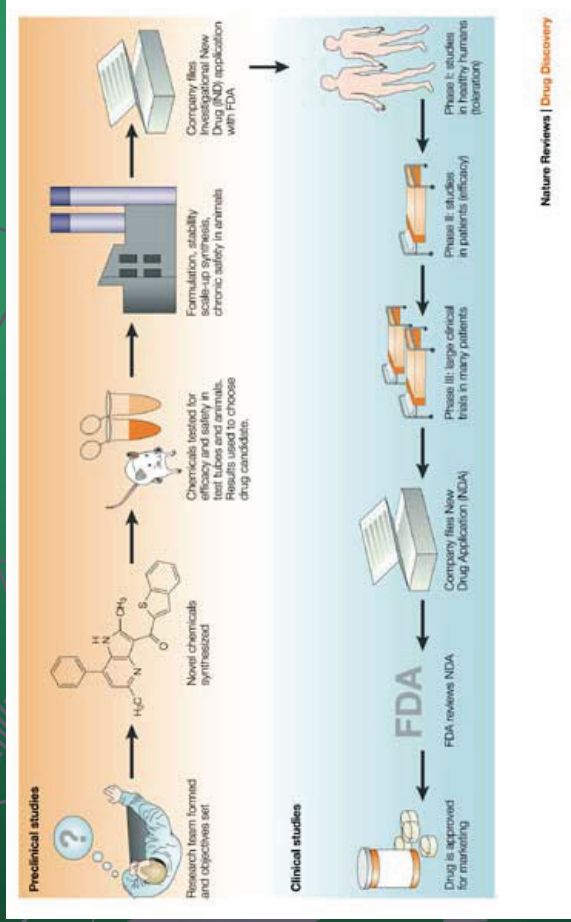 Preclinical studies
?
Research team formed
and objectives set
H₃C
N
H
N
CH₃
O
S
Novel chemicals
synthesized
Chemicals tested for
efficacy and safety in
test tubes and animals.
Results used to choose
drug candidate.
Formulation, stability
scale-up synthesis,
chronic safety in animals
Company files
Investigational New
Drug (IND) application
with FDA
Clinical studies
Phase I: studies
in healthy humans
(toleration)
Phase II: studies
in patients (efficacy)
Phase III: large clinical
trials in many patients
Company files New
Drug Application (NDA)
FDA
FDA reviews NDA
Drug is approved
for marketing
Nature Reviews | Drug Discovery